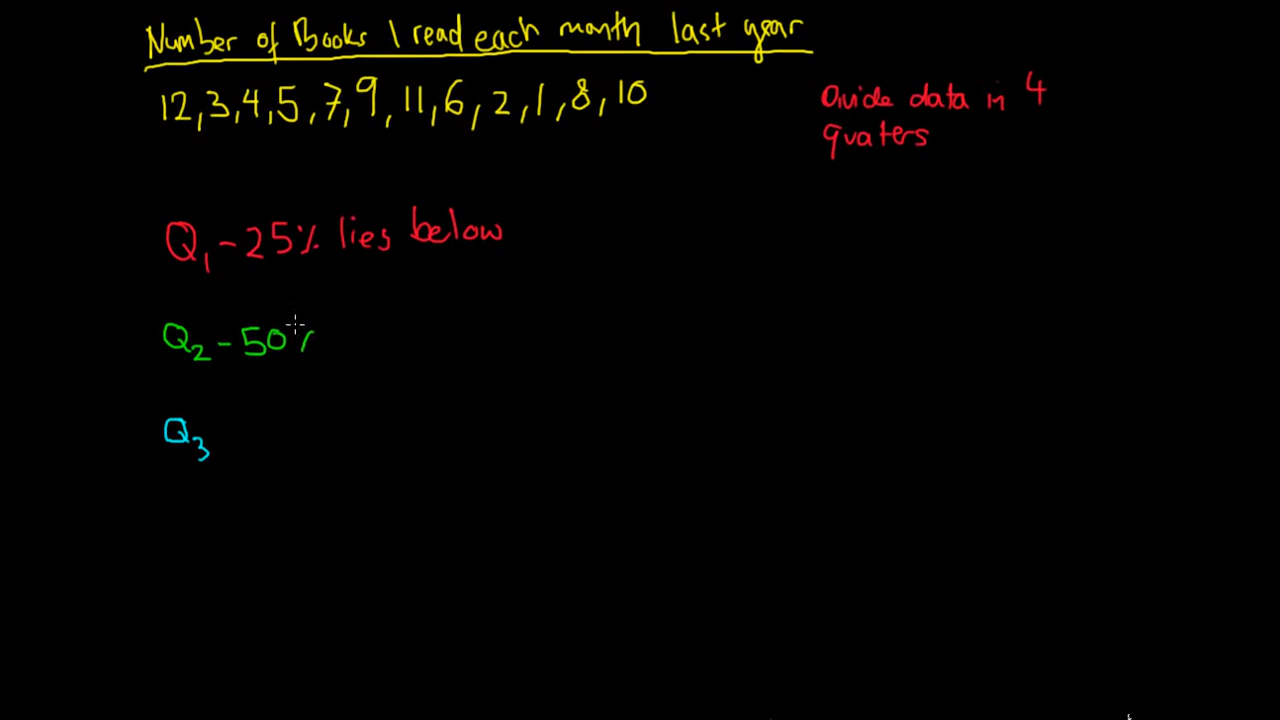 Number of Books I read each month last year
12, 3, 4, 5, 7, 9, 11, 6, 2, 1, 8, 10
Divide data in 4
quaters
Q1 - 25% lies below
Q2 - 50%
Q3